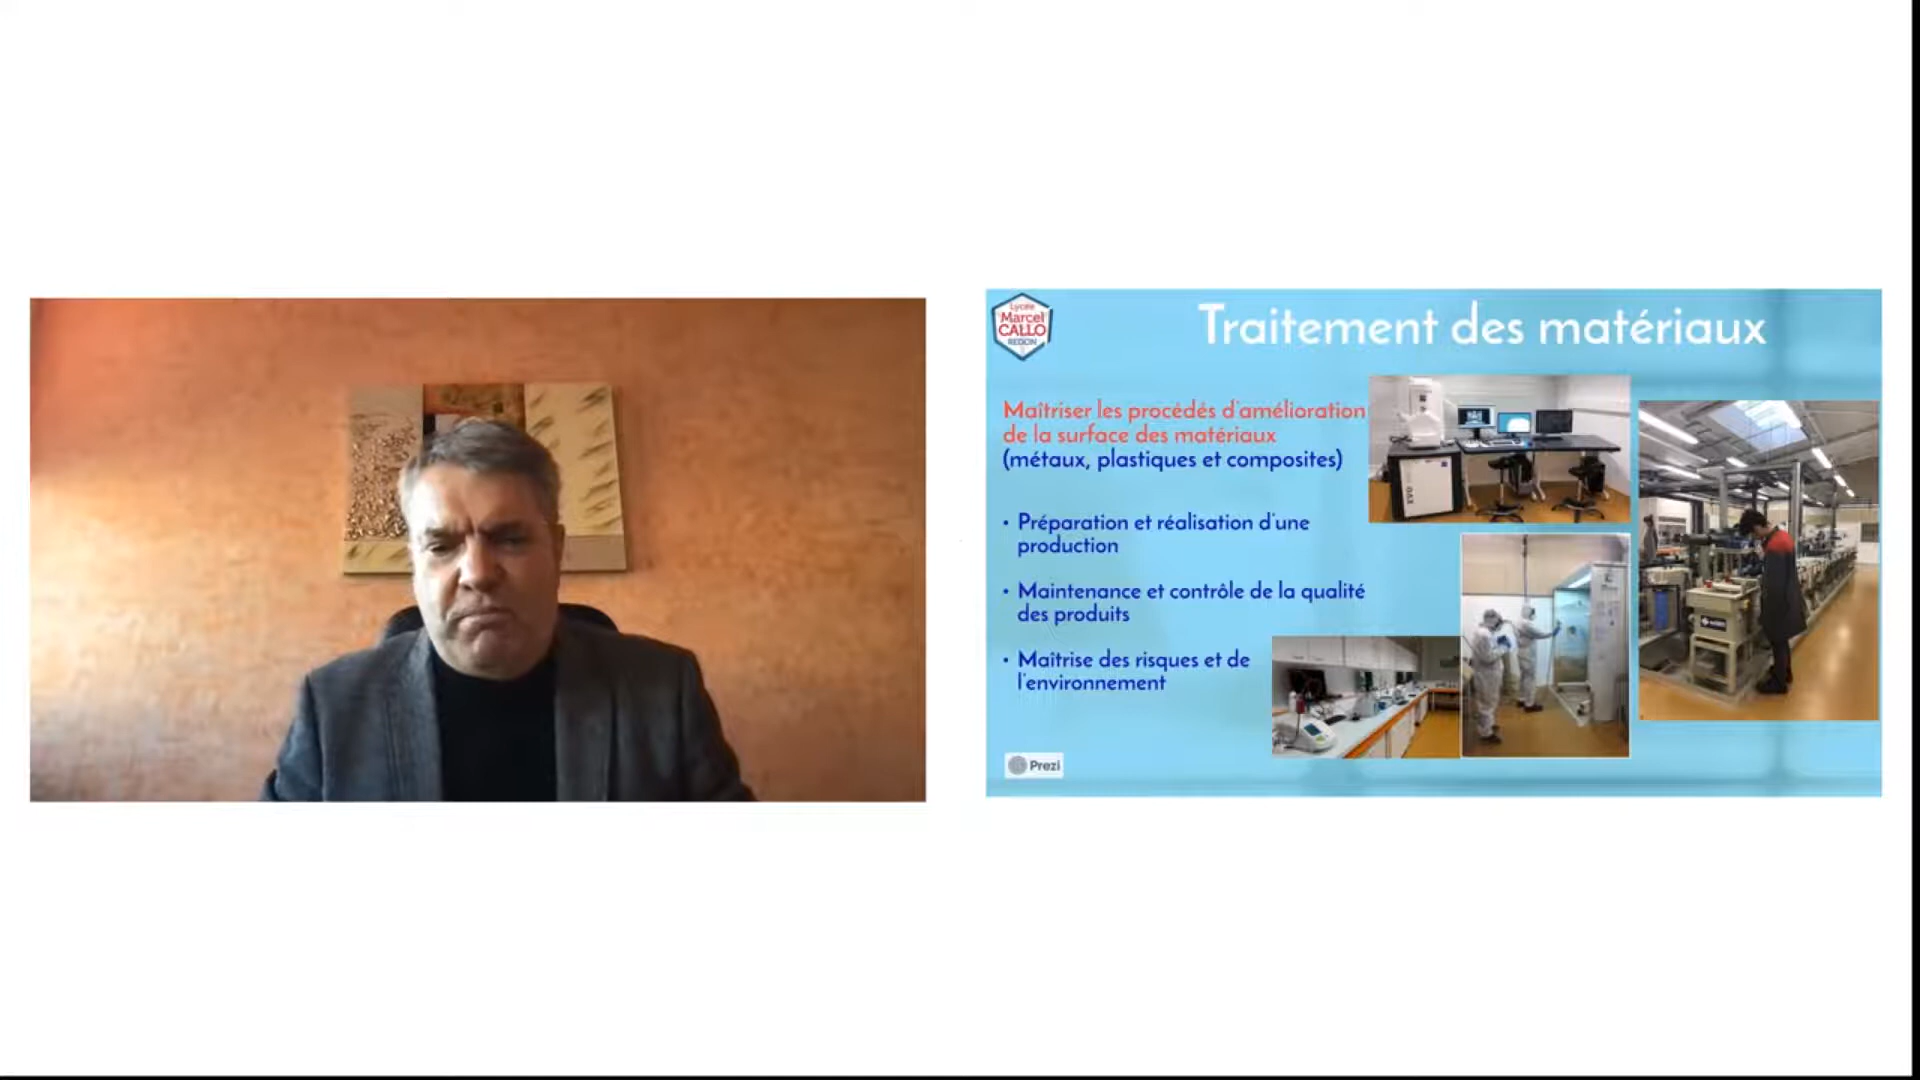 Lycée
Marcel
CALLO
REDON
Traitement des matériaux
Maîtriser les procédés d'amélioration
de la surface des matériaux
(métaux, plastiques et composites)
• Préparation et réalisation d'une
production
• Maintenance et contrôle de la qualité
des produits
• Maîtrise des risques et de
l'environnement
Prezi